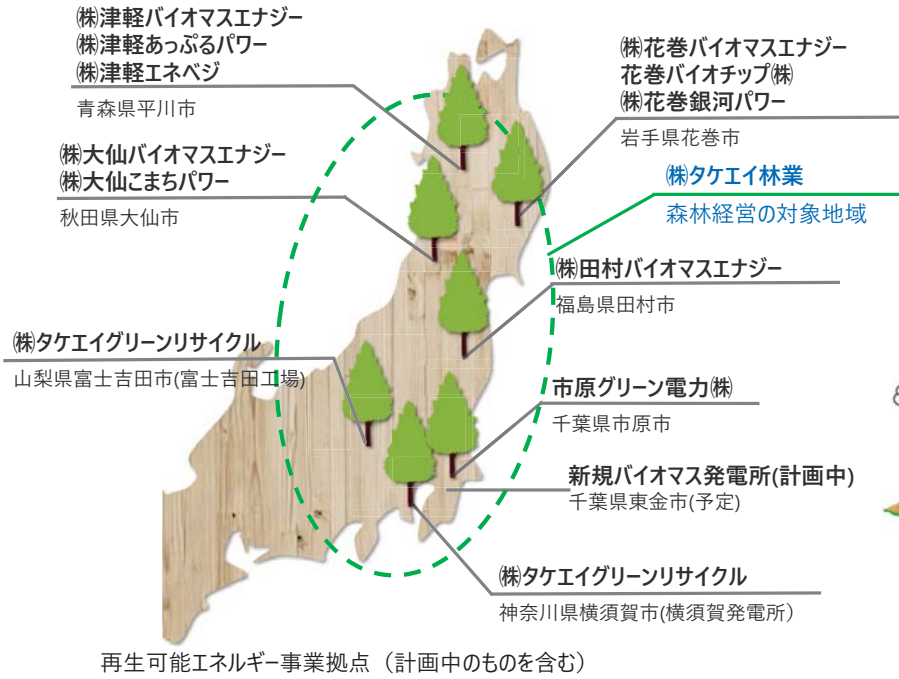 ㈱津軽バイオマスエナジー
㈱津軽あっぷるパワー
㈱津軽エネベジ
青森県平川市
㈱花巻バイオマスエナジー
花巻バイオチップ㈱
㈱花巻銀河パワー
岩手県花巻市
㈱大仙バイオマスエナジー
㈱大仙こまちパワー
秋田県大仙市
㈱タケエイ林業
森林経営の対象地域
㈱田村バイオマスエナジー
福島県田村市
㈱タケエイグリーンリサイクル
山梨県富士吉田市(富士吉田工場)
市原グリーン電力㈱
千葉県市原市
新規バイオマス発電所(計画中)
千葉県東金市(予定)
㈱タケエイグリーンリサイクル
神奈川県横須賀市(横須賀発電所）
再生可能エネルギー事業拠点（計画中のものを含む）